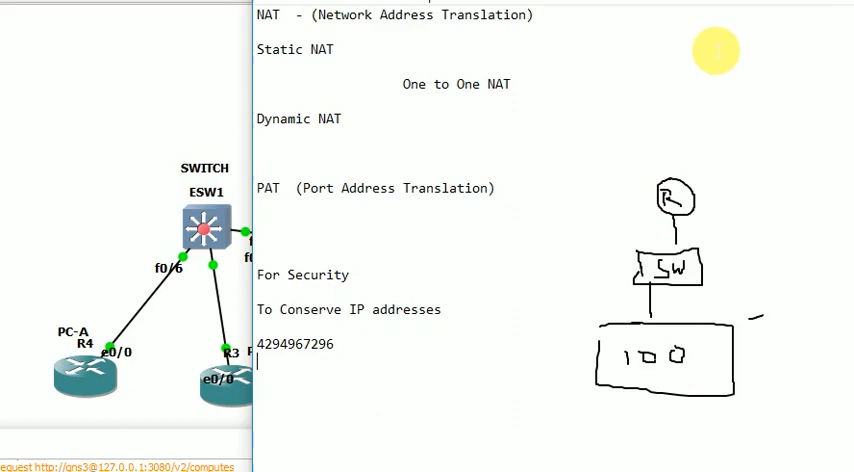 NAT - (Network Address Translation)
Static NAT
One to One NAT
Dynamic NAT
PAT (Port Address Translation)
For Security
To Conserve IP addresses
4294967296
SWITCH
ESW1
f0/6
PC-A
R4
e0/0
R3
e0/0
R
SW
100
request http://gns3@127.0.0.1:3080/v2/computes